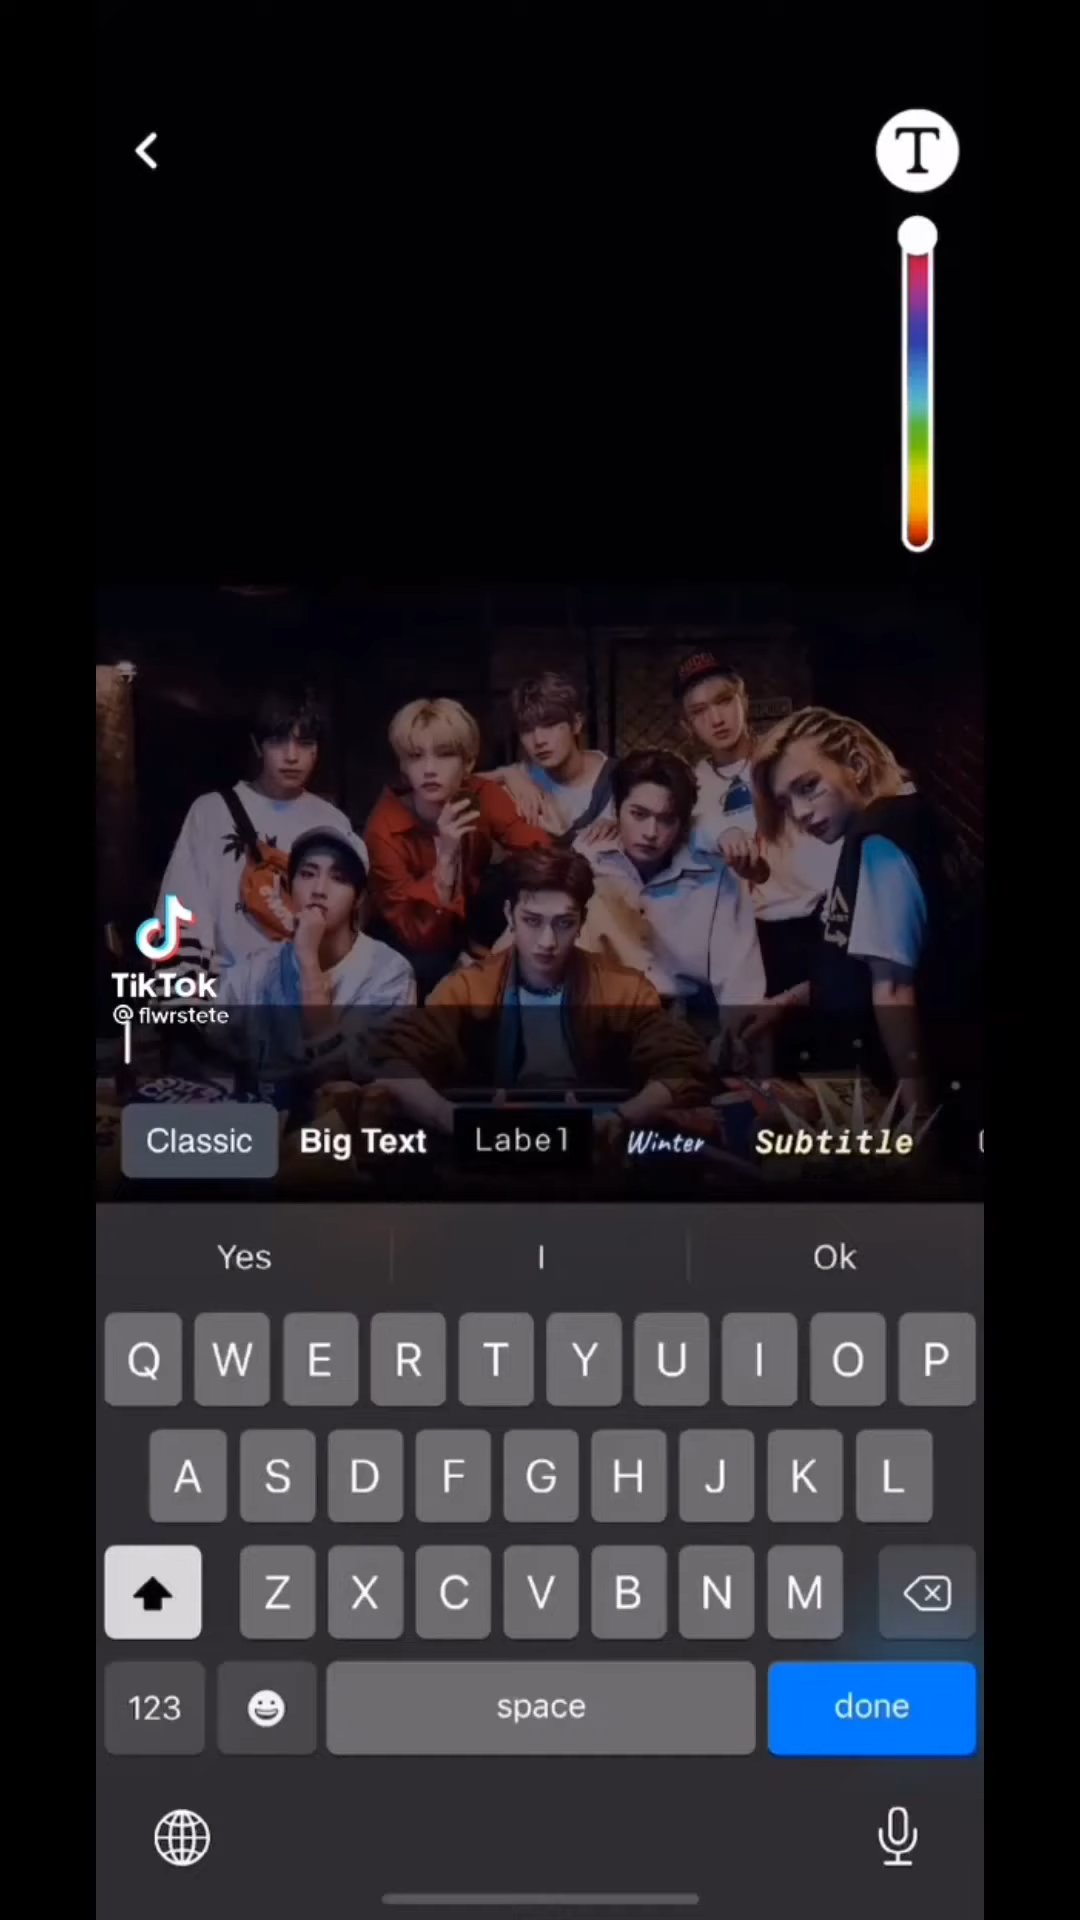 T
TikTok
@flwrstete
Classic Big Text Label Winter Subtitle
Yes I Ok
Q W E R T Y U I O P
A S D F G H J K L
Z X C V B N M
123 space done